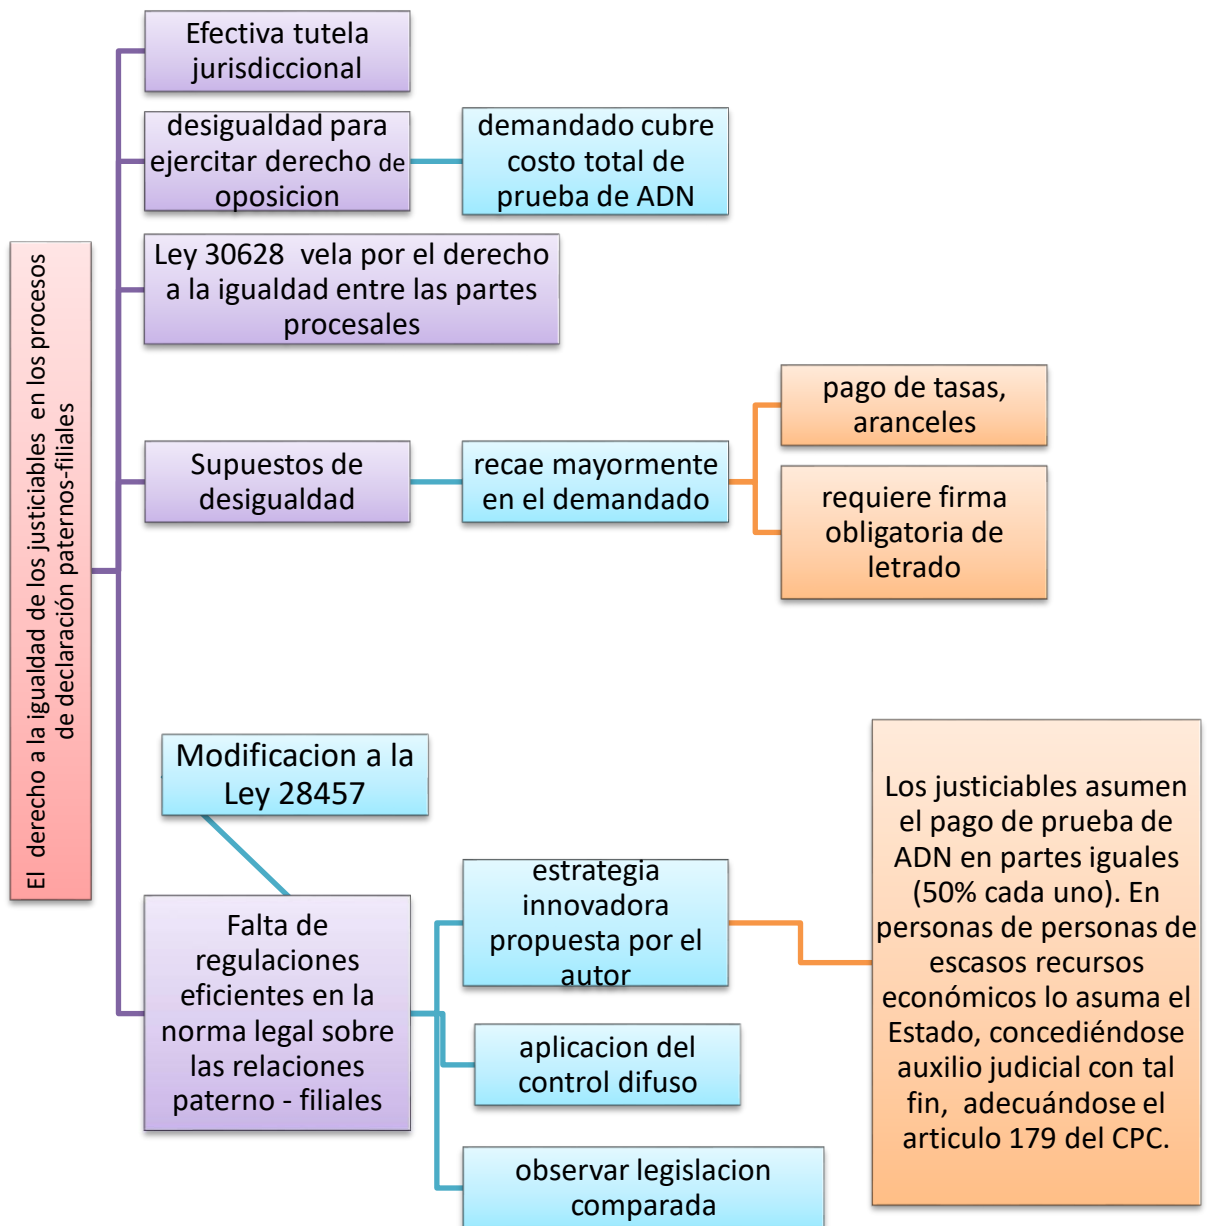 El derecho a la igualdad de los justiciables en los procesos
de declaración paternos-filiales
Efectiva tutela
jurisdiccional
desigualdad para
ejercitar derecho de
oposicion
demandado cubre
costo total de
prueba de ADN
Ley 30628 vela por el derecho
a la igualdad entre las partes
procesales
Supuestos de
desigualdad
recae mayormente
en el demandado
pago de tasas,
aranceles
requiere firma
obligatoria de
letrado
Modificacion a la
Ley 28457
Falta de
regulaciones
eficientes en la
norma legal sobre
las relaciones
paterno - filiales
estrategia
innovadora
propuesta por el
autor
Los justiciables asumen
el pago de prueba de
ADN en partes iguales
(50% cada uno). En
personas de personas de
escasos recursos
económicos lo asuma el
Estado, concediéndose
auxilio judicial con tal
fin, adecuándose el
articulo 179 del CPC.
aplicacion del
control difuso
observar legislacion
comparada